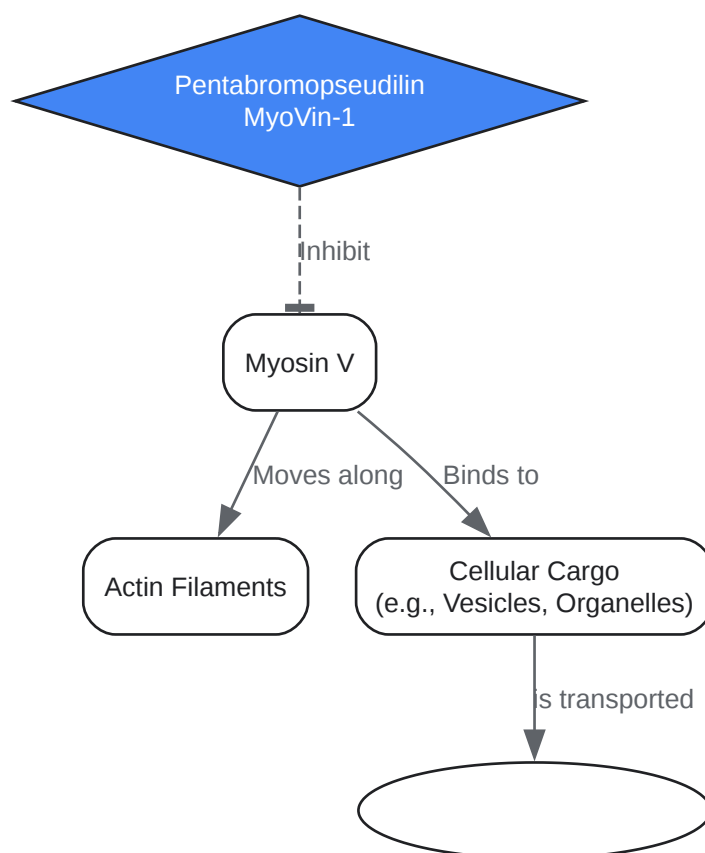 Pentabromopseudilin
MyoVin-1
Inhibit
Myosin V
Moves along
Binds to
Actin Filaments
Cellular Cargo
(e.g., Vesicles, Organelles)
is transported